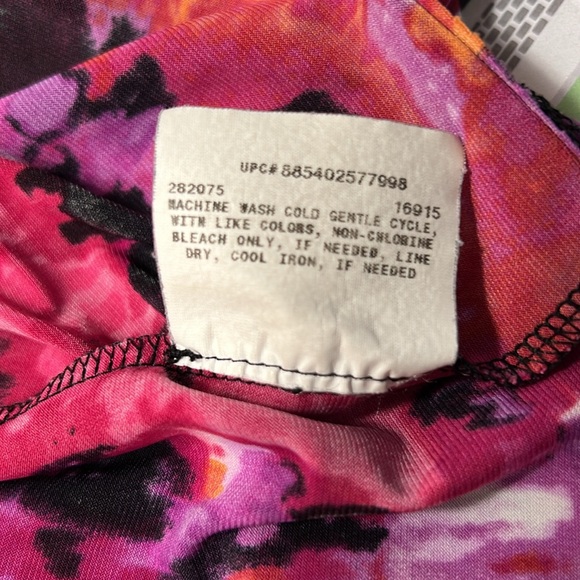 UPC# 885402577998
282075 16915
MACHINE WASH COLD GENTLE CYCLE,
WITH LIKE COLORS, NON-CHLORINE
BLEACH ONLY, IF NEEDED, LINE
DRY, COOL IRON, IF NEEDED